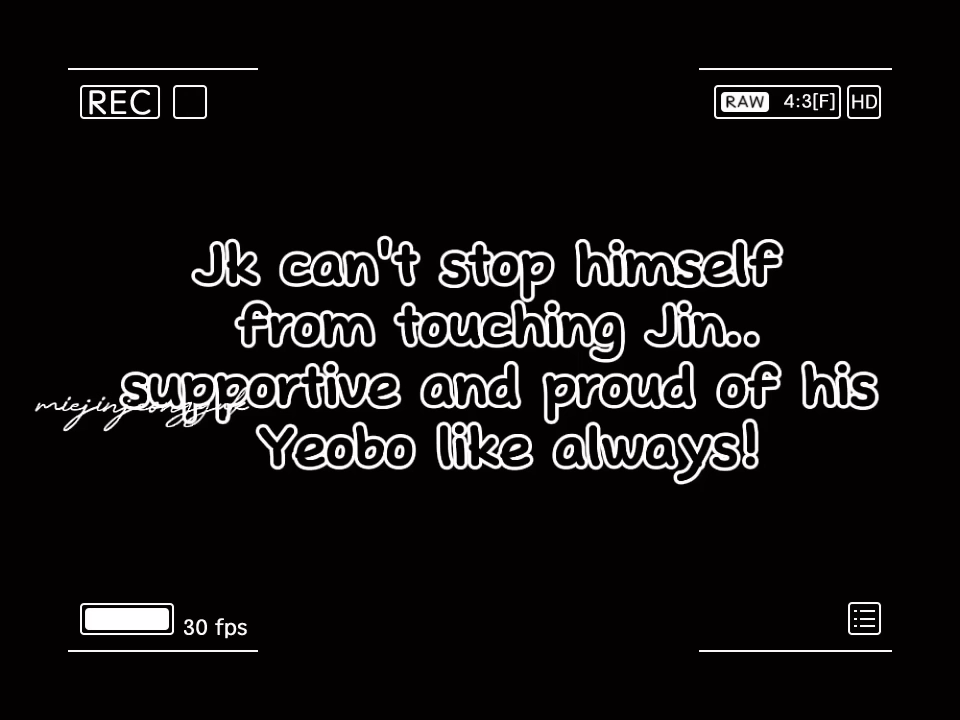 REC
RAW 4:3[F] HD
Jk can't stop himself
from touching Jin..
supportive and proud of his
Yeobo like always!
30 fps